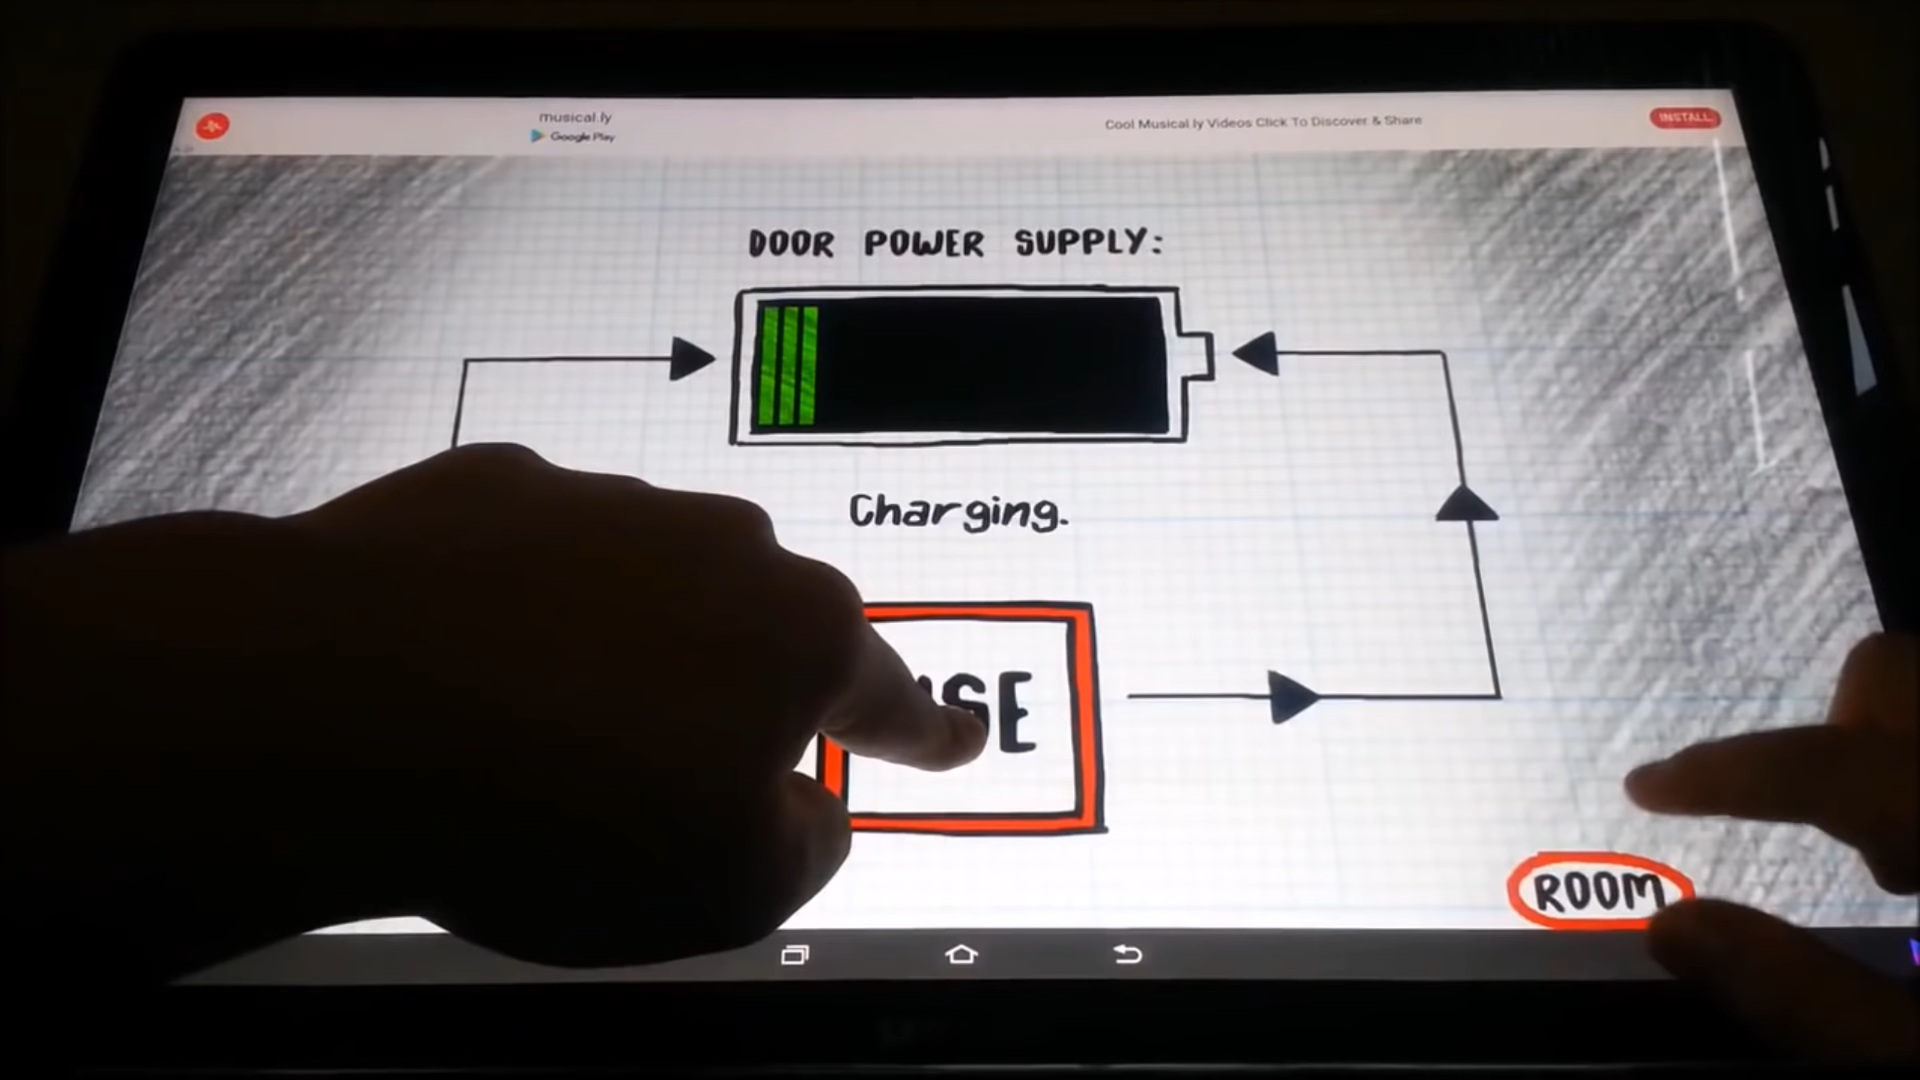 musical.ly
Google Play
Cool Musical.ly Videos Click To Discover & Share
INSTALL
DOOR POWER SUPPLY:
Charging.
SE
ROOM